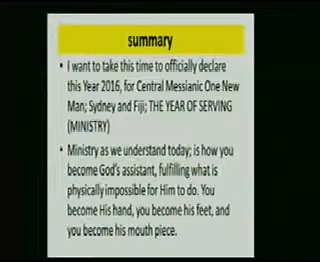 summary
• I want to take this time to officially declare
this Year 2016, for Central Messianic One New
Man; Sydney and Fiji; THE YEAR OF SERVING
(MINISTRY)
• Ministry as we understand today; is how you
become God's assistant, fulfilling what is
physically impossible for Him to do. You
become His hand, you become his feet, and
you become his mouth piece.